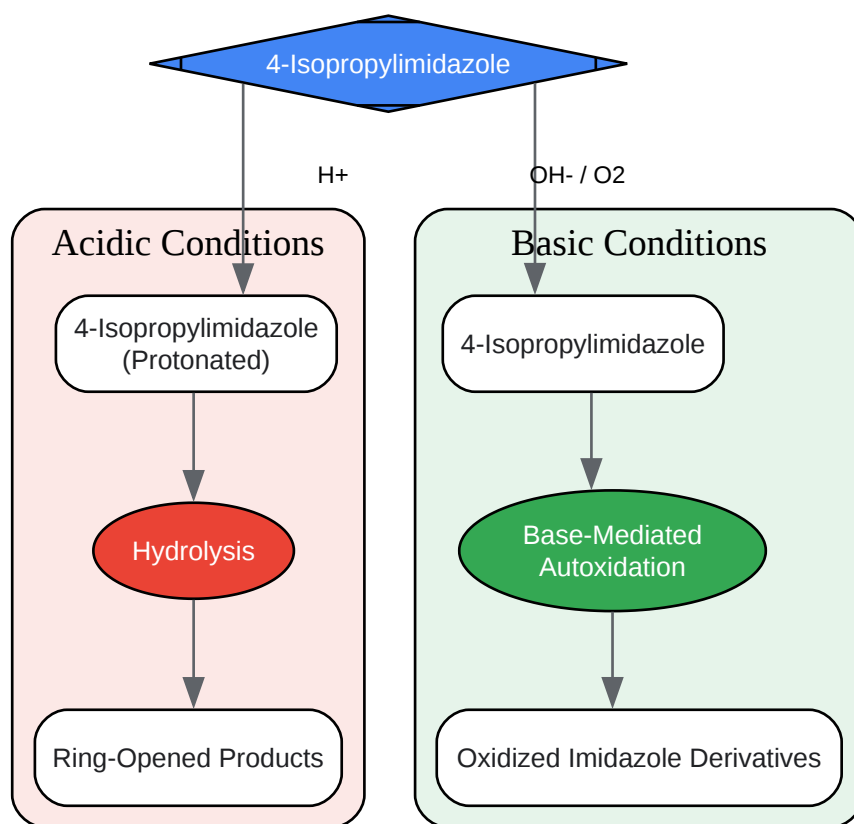 4-Isopropylimidazole
H+
OH- / O2
Acidic Conditions
4-Isopropylimidazole
(Protonated)
Hydrolysis
Ring-Opened Products
Basic Conditions
4-Isopropylimidazole
Base-Mediated
Autoxidation
Oxidized Imidazole Derivatives